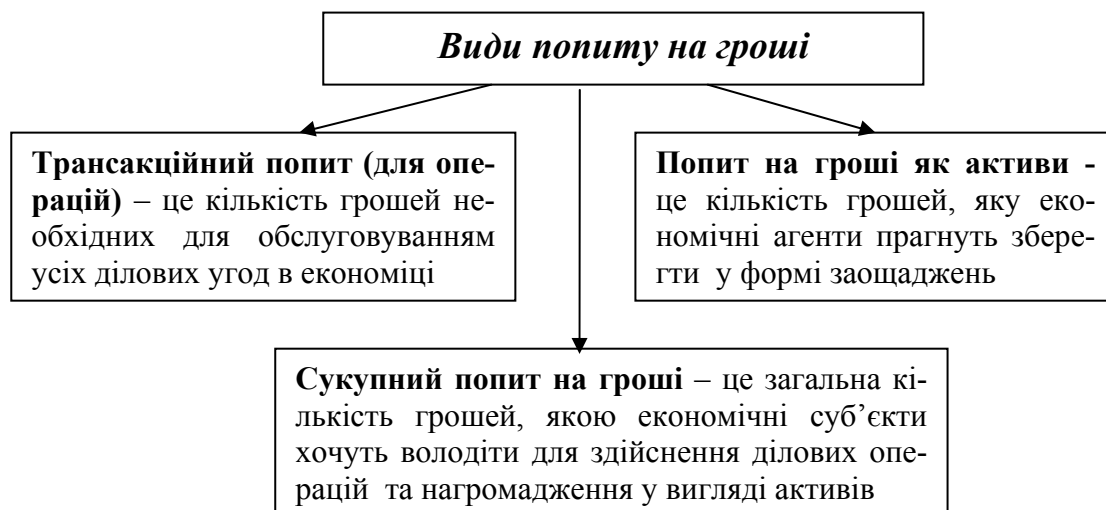 Види попиту на гроші
Трансакційний попит (для опе-
рацій) – це кількість грошей не-
обхідних для обслуговуванням
усіх ділових угод в економіці
Попит на гроші як активи -
це кількість грошей, яку еко-
номічні агенти прагнуть збере-
гти у формі заощаджень
Сукупний попит на гроші – це загальна кі-
лькість грошей, якою економічні суб’єкти
хочуть володіти для здійснення ділових опе-
рацій та нагромадження у вигляді активів